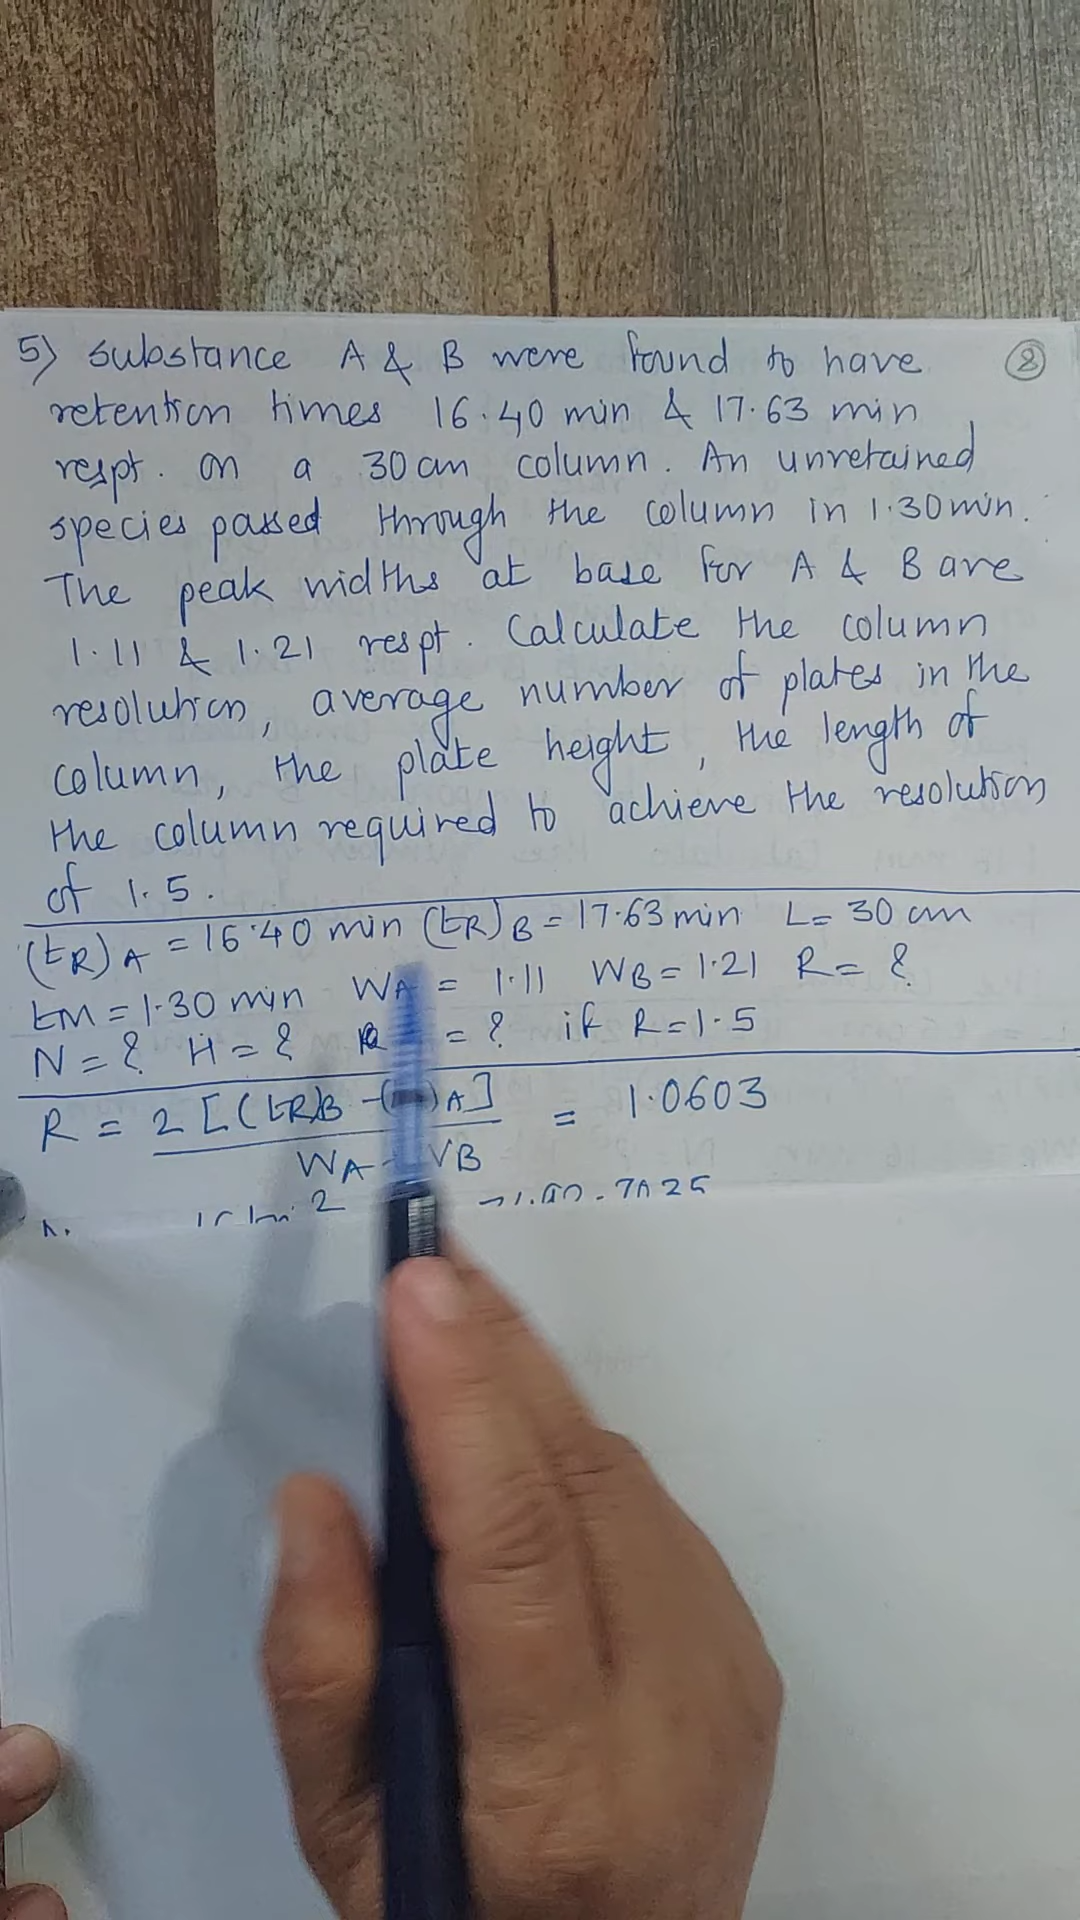 5) Substance A & B were found to have (8)
retention times 16.40 min & 17.63 min
respt. on a 30 cm column. An unretained
species passed through the column in 1.30 min.
The peak widths at base for A & B are
1.11 & 1.21 respt. Calculate the column
resolution, average number of plates in the
column, the plate height, the length of
the column required to achieve the resolution
of 1.5.
(tR)A = 16.40 min (tR)B = 17.63 min L = 30 cm
tM = 1.30 min WA = 1.11 WB = 1.21 R = ?
N = ? H = ? = ? if R = 1.5
R = 2 [(tR)B - ( )A] = 1.0603
WA B
2